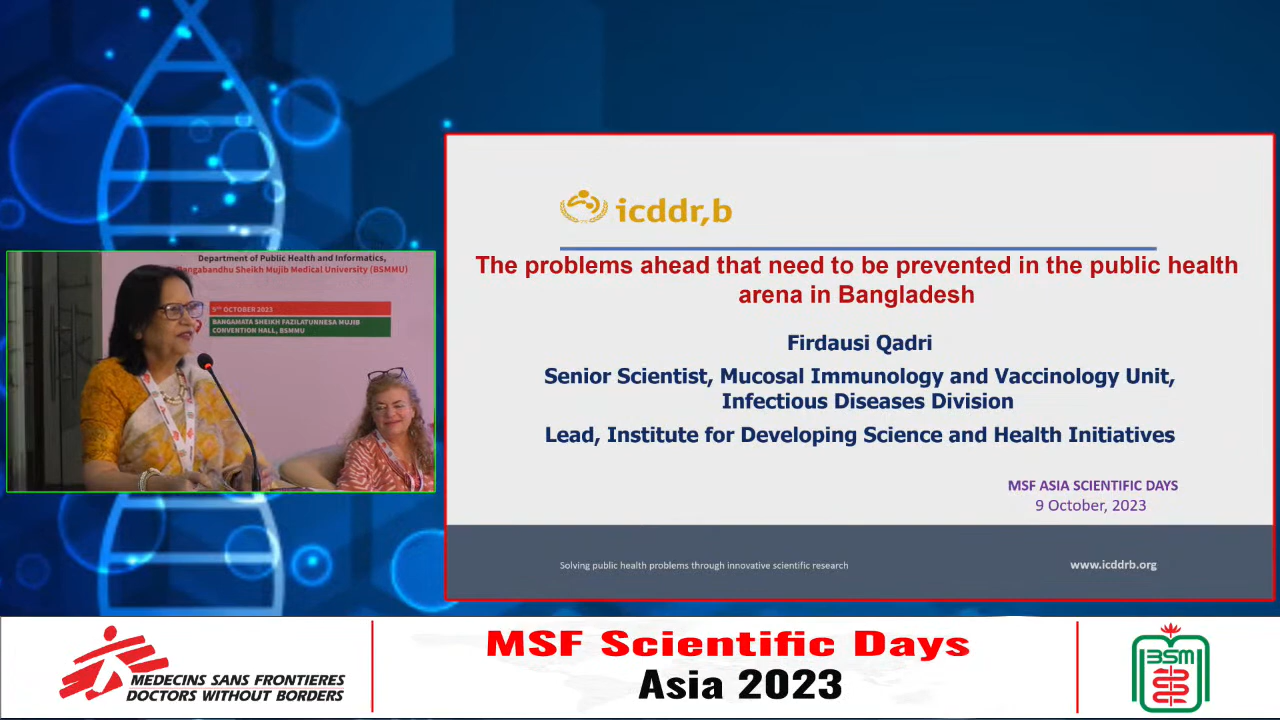 icddr,b
The problems ahead that need to be prevented in the public health
arena in Bangladesh
Firdausi Qadri
Senior Scientist, Mucosal Immunology and Vaccinology Unit,
Infectious Diseases Division
Lead, Institute for Developing Science and Health Initiatives
MSF ASIA SCIENTIFIC DAYS
9 October, 2023
Solving public health problems through innovative scientific research
www.icddrb.org
Department of Public Health and Informatics,
Bangabandhu Sheikh Mujib Medical University (BSMMU)
OCTOBER 2023
BANGAMATA SHEIKH FAZILATUNNESA MUJIB
CONVENTION HALL, BSMMU
MEDECINS SANS FRONTIERES
DOCTORS WITHOUT BORDERS
MSF Scientific Days
Asia 2023
BSM